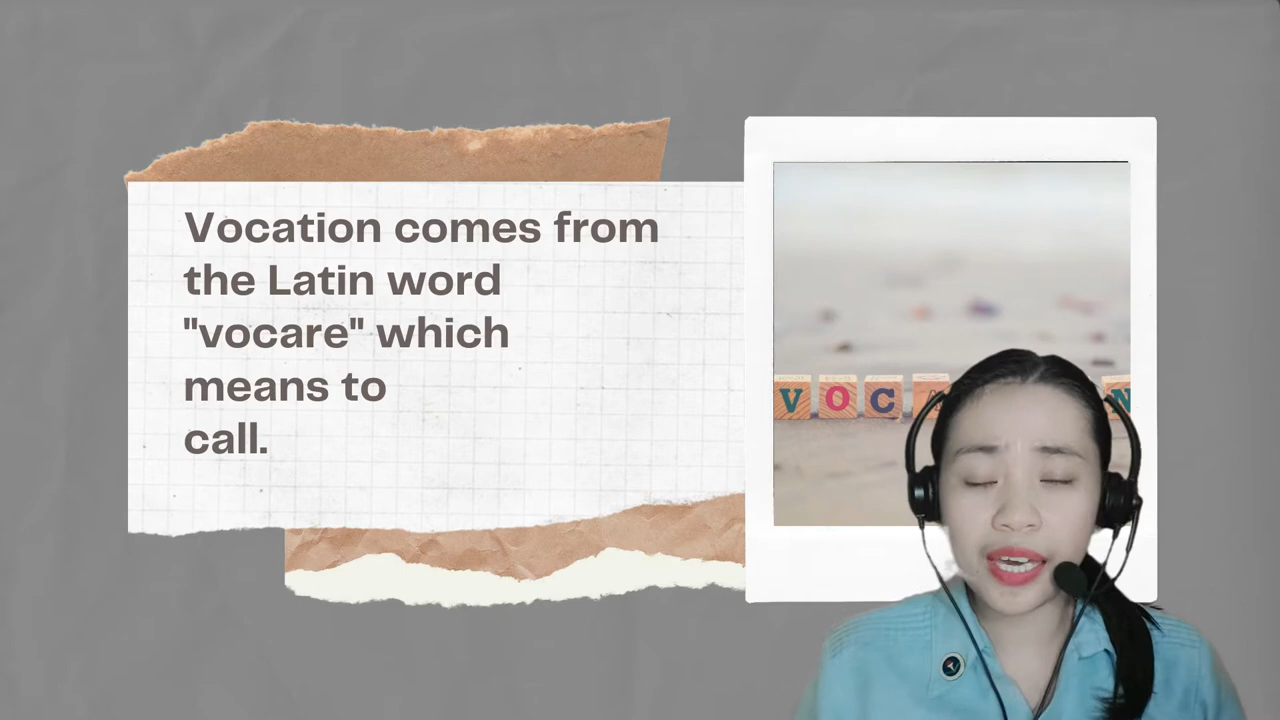 Vocation comes from
the Latin word
"vocare" which
means to
call.
V O C A N